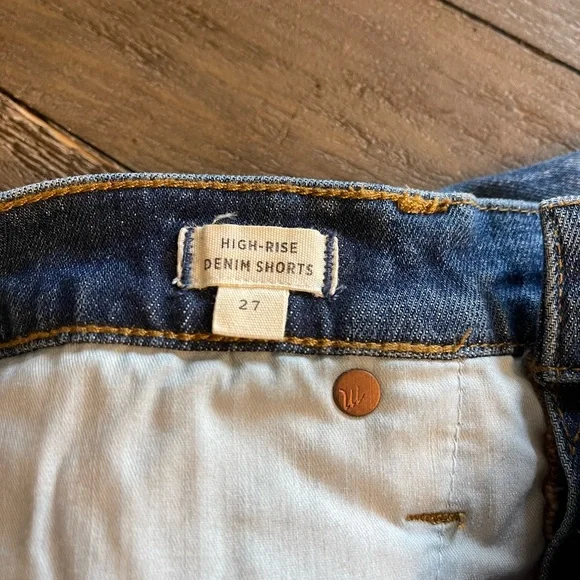 HIGH-RISE
DENIM SHORTS
27
m